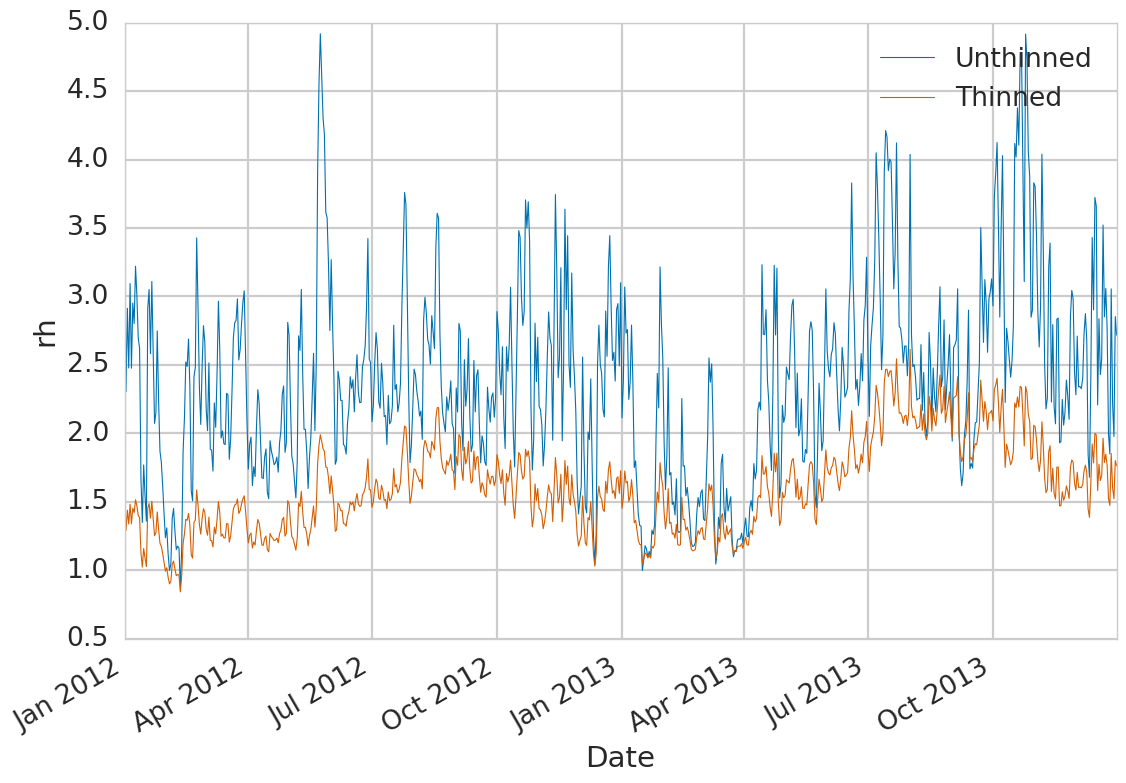 5.0
4.5
4.0
3.5
3.0
2.5
2.0
1.5
1.0
0.5
rh
Unthinned
Thinned
Jan 2012
Apr 2012
Jul 2012
Oct 2012
Jan 2013
Apr 2013
Jul 2013
Oct 2013
Date